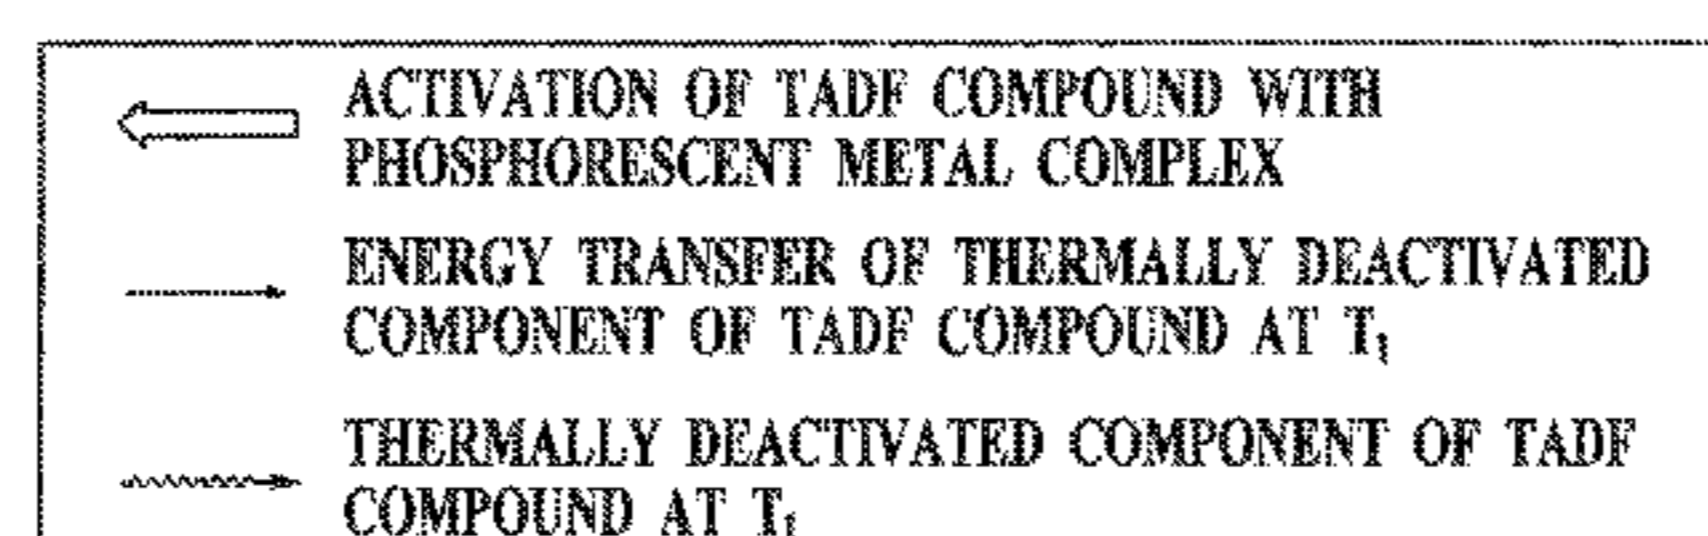 ACTIVATION OF TADF COMPOUND WITH
PHOSPHORESCENT METAL COMPLEX
ENERGY TRANSFER OF THERMALLY DEACTIVATED
COMPONENT OF TADF COMPOUND AT T₁
THERMALLY DEACTIVATED COMPONENT OF TADF
COMPOUND AT T₁